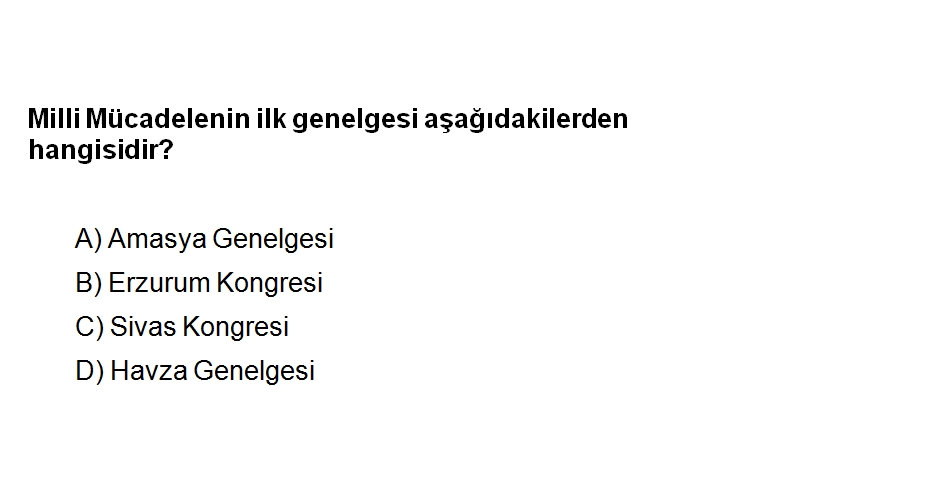 Milli Mücadelenin ilk genelgesi aşağıdakilerden
hangisidir?
A) Amasya Genelgesi
B) Erzurum Kongresi
C) Sivas Kongresi
D) Havza Genelgesi